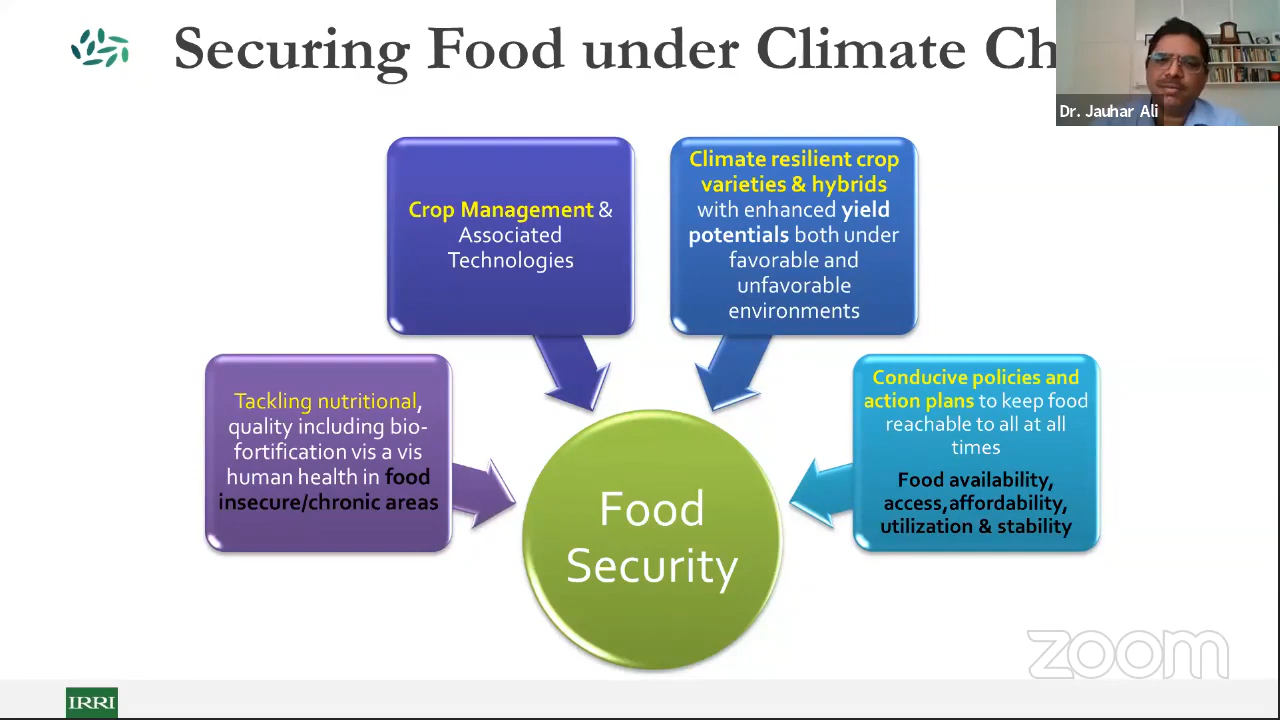 Securing Food under Climate Ch
Dr. Jauhar Ali
Crop Management &
Associated
Technologies
Climate resilient crop
varieties & hybrids
with enhanced yield
potentials both under
favorable and
unfavorable
environments
Tackling nutritional,
quality including bio-
fortification vis a vis
human health in food
insecure/chronic areas
Conducive policies and
action plans to keep food
reachable to all at all
times
Food availability,
access,affordability,
utilization & stability
Food
Security
zoom
IRRI